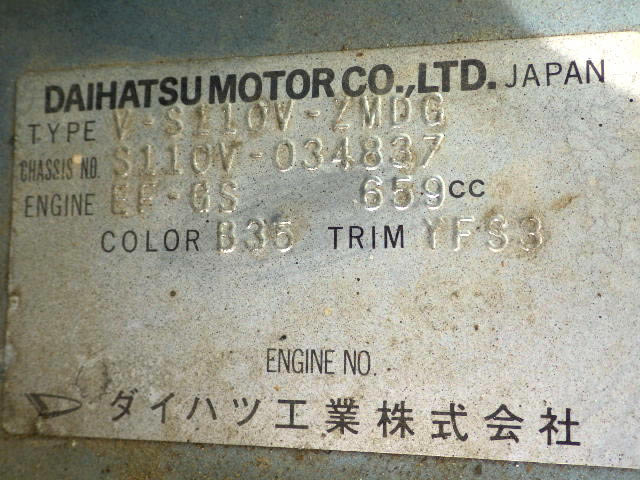 DAIHATSU MOTOR CO., LTD. JAPAN
TYPE V-S110V-ZMDG
CHASSIS NO. S110V-034837
ENGINE EF-GS 659cc
COLOR B35 TRIM YFS3
ENGINE NO.
ダイハツ工業株式会社